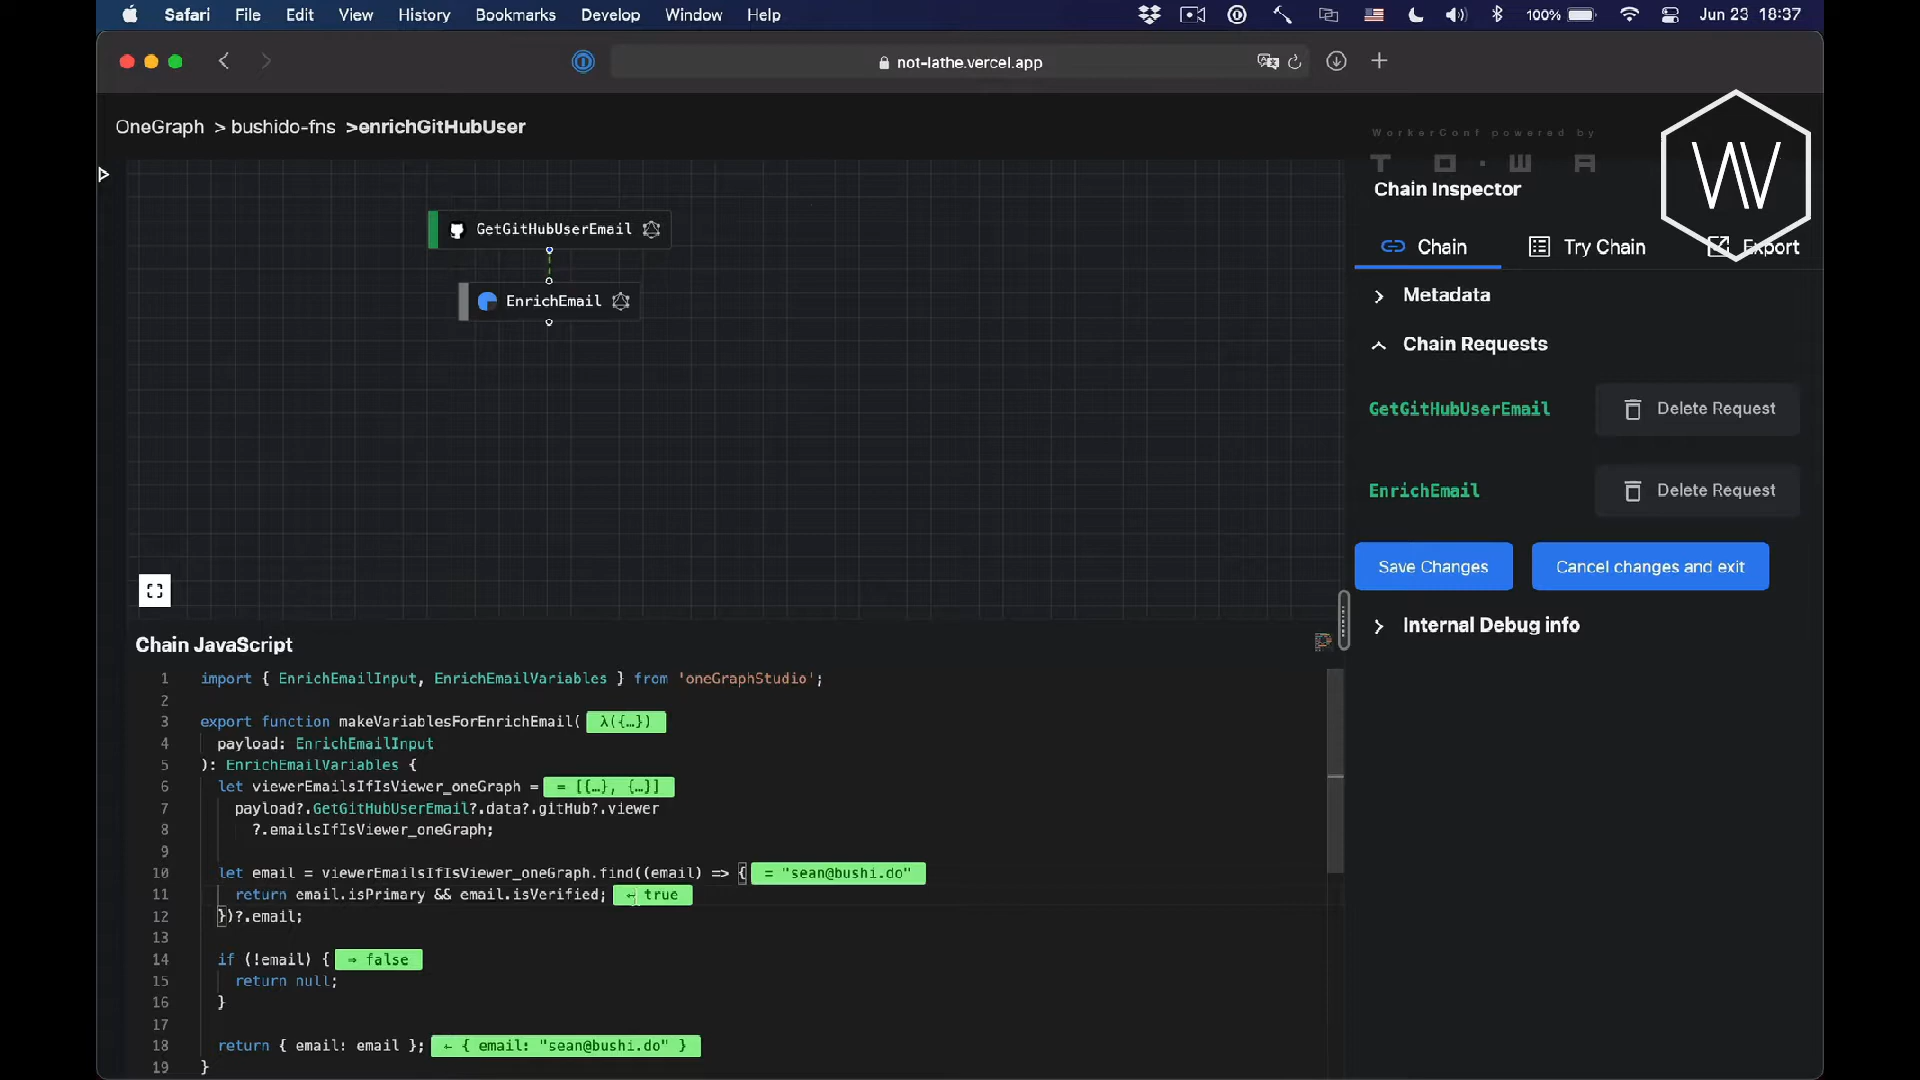 Safari File Edit View History Bookmarks Develop Window Help 100% Jun 23 18:37
not-lathe.vercel.app
OneGraph > bushido-fns >enrichGitHubUser
WorkerConf powered by
TOWA
W
Chain Inspector
Chain Try Chain Export
Metadata
Chain Requests
GetGitHubUserEmail Delete Request
EnrichEmail Delete Request
Save Changes Cancel changes and exit
Internal Debug info
GetGitHubUserEmail
EnrichEmail
Chain JavaScript
1 import { EnrichEmailInput, EnrichEmailVariables } from 'oneGraphStudio';
2
3 export function makeVariablesForEnrichEmail( λ({…})
4 payload: EnrichEmailInput
5 ): EnrichEmailVariables {
6 let viewerEmailsIfIsViewer_oneGraph = = [{…}, {…}]
7 payload?.GetGitHubUserEmail?.data?.gitHub?.viewer
8 ?.emailsIfIsViewer_oneGraph;
9
10 let email = viewerEmailsIfIsViewer_oneGraph.find((email) => { = "sean@bushi.do"
11 return email.isPrimary && email.isVerified; ← true
12 })?.email;
13
14 if (!email) { ⇒ false
15 return null;
16 }
17
18 return { email: email }; ← { email: "sean@bushi.do" }
19 }